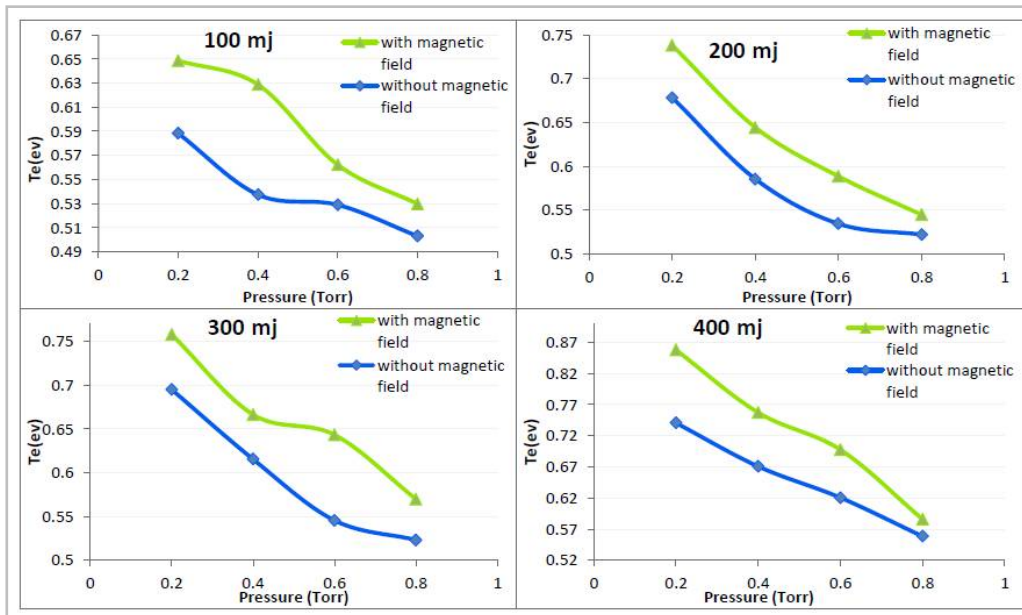 100 mj
with magnetic
field
without magnetic
field
0.67
0.65
0.63
0.61
0.59
0.57
0.55
0.53
0.51
0.49
Te(ev)
0
0.2
0.4
0.6
0.8
1
Pressure (Torr)
200 mj
with magnetic
field
without magnetic
field
0.75
0.7
0.65
0.6
0.55
0.5
Te(ev)
0
0.2
0.4
0.6
0.8
1
Pressure (Torr)
300 mj
with magnetic
field
without magnetic
field
0.75
0.7
0.65
0.6
0.55
0.5
Te(ev)
0
0.2
0.4
0.6
0.8
1
Pressure (Torr)
400 mj
with magnetic
field
without magnetic
field
0.87
0.82
0.77
0.72
0.67
0.62
0.57
0.52
Te(ev)
0
0.2
0.4
0.6
0.8
1
Pressure (Torr)